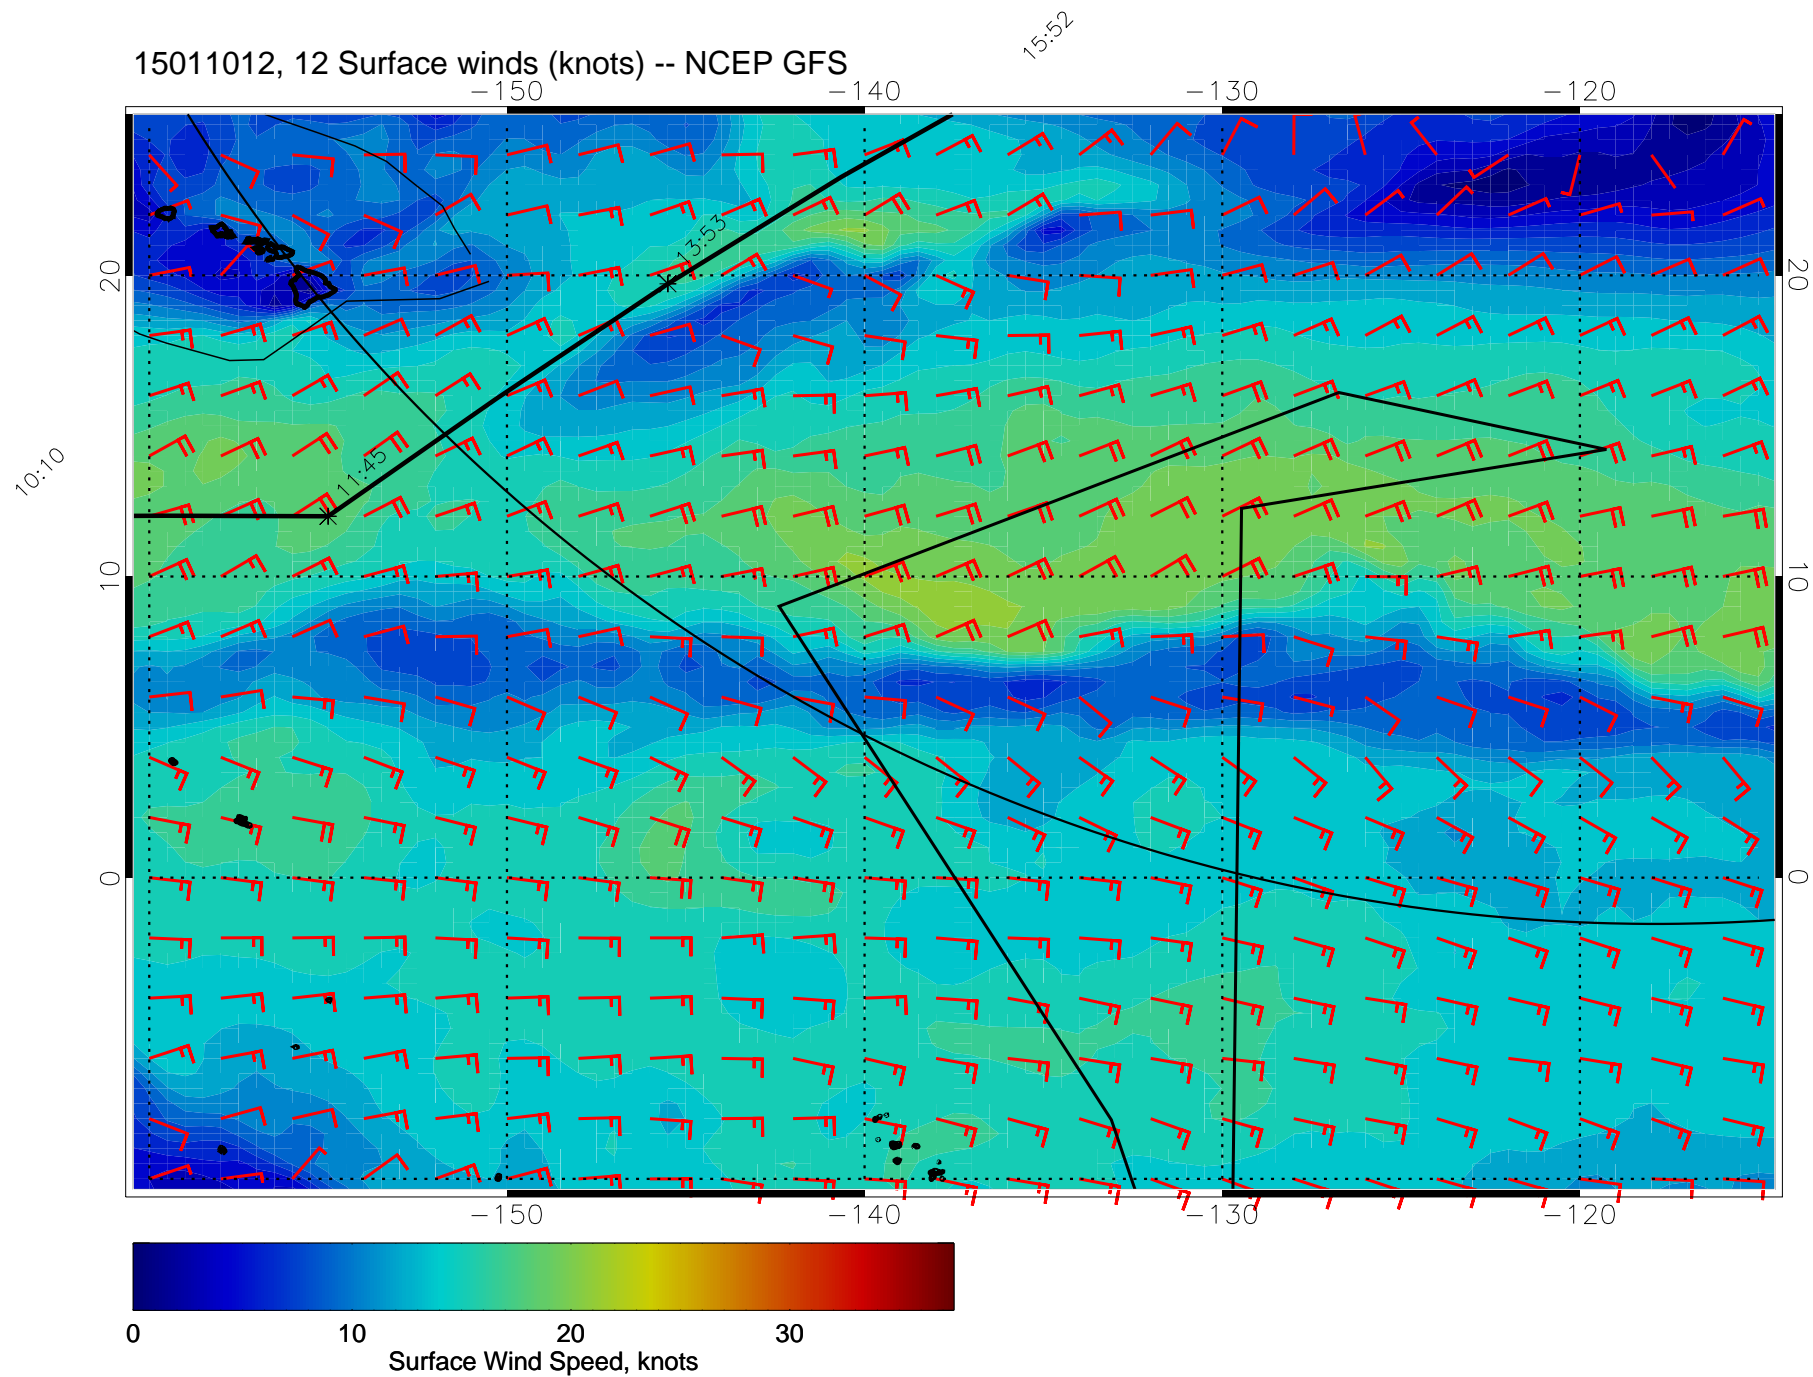 15:52
15011012, 12 Surface winds (knots) -- NCEP GFS
-150 -140 -130 -120
13:53
20 20
10:10
11:45
10 10
0 0
-150 -140 -130 -120
0 10 20 30
Surface Wind Speed, knots